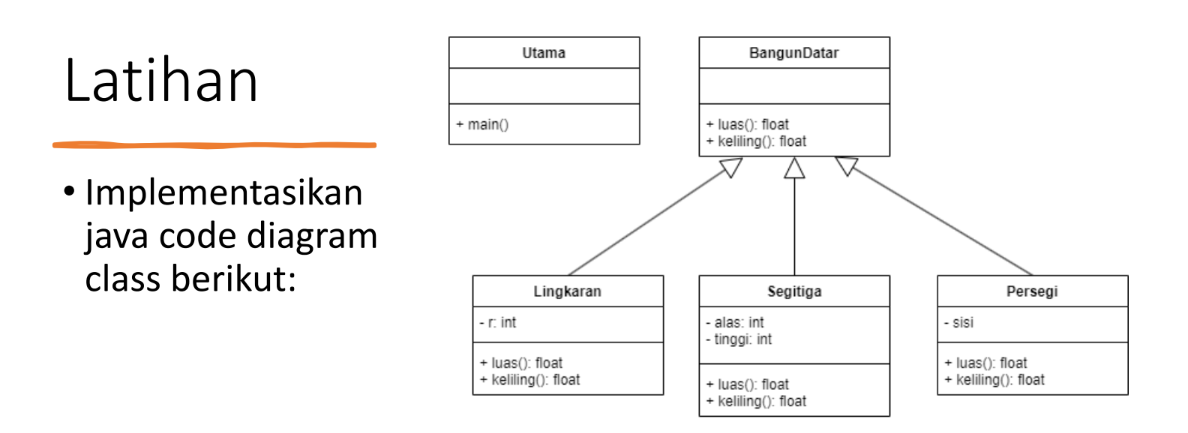 Latihan
• Implementasikan
java code diagram
class berikut:
Utama
+ main()
BangunDatar
+ luas(): float
+ keliling(): float
Lingkaran
- r: int
+ luas(): float
+ keliling(): float
Segitiga
- alas: int
- tinggi: int
+ luas(): float
+ keliling(): float
Persegi
- sisi
+ luas(): float
+ keliling(): float